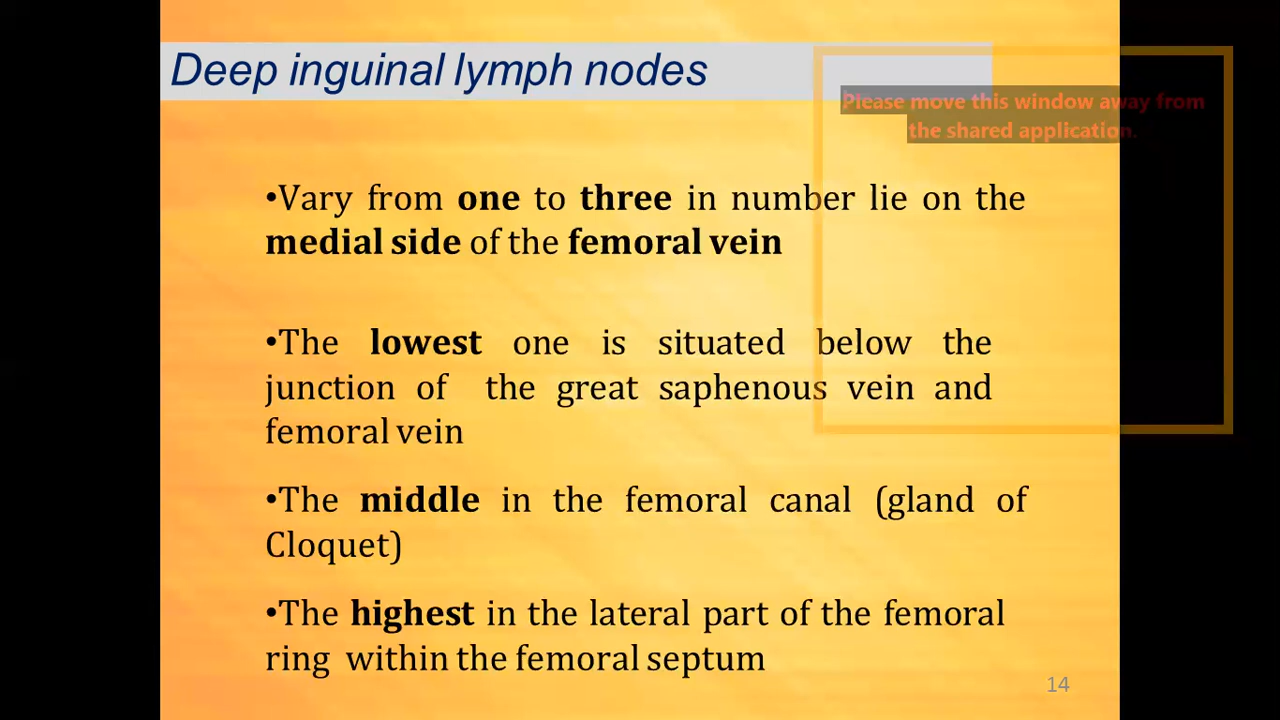 Deep inguinal lymph nodes
Please move this window away from
the shared application.
•Vary from one to three in number lie on the
medial side of the femoral vein
•The lowest one is situated below the
junction of the great saphenous vein and
femoral vein
•The middle in the femoral canal (gland of
Cloquet)
•The highest in the lateral part of the femoral
ring within the femoral septum
14